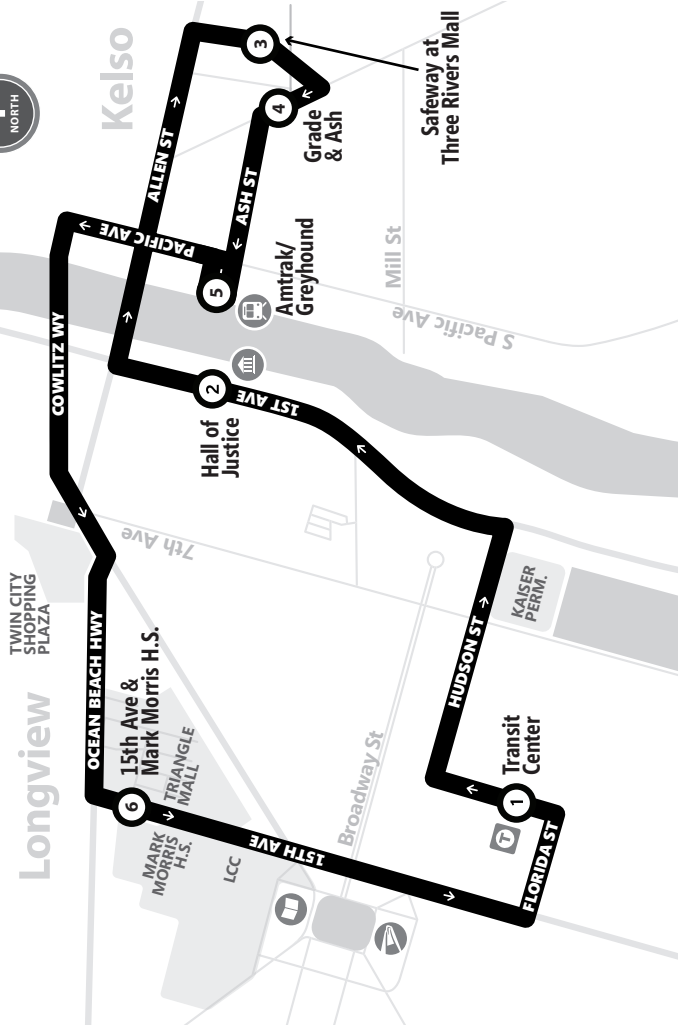 NORTH
Kelso
Longview
TWIN CITY
SHOPPING
PLAZA
COWLITZ WY
OCEAN BEACH HWY
ALLEN ST
PACIFIC AVE
ASH ST
3
Safeway at
Three Rivers Mall
4
Grade
& Ash
5
Amtrak/
Greyhound
Mill St
S Pacific Ave
2
Hall of
Justice
1ST AVE
7th Ave
KAISER
PERM.
HUDSON ST
1
Transit
Center
T
FLORIDA ST
Broadway St
15TH AVE
6
15th Ave &
Mark Morris H.S.
TRIANGLE
MALL
MARK
MORRIS
H.S.
LCC